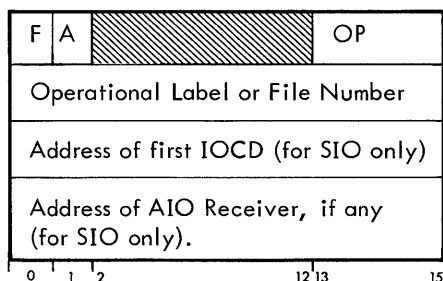 F A OP
Operational Label or File Number
Address of first IOCD (for SIO only)
Address of AIO Receiver, if any
(for SIO only).
0 1 2 12 13 15